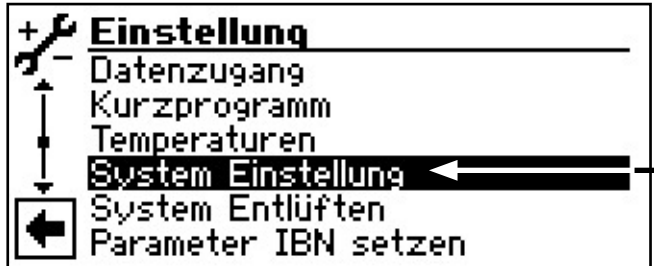 Einstellung
Datenzugang
Kurzprogramm
Temperaturen
System Einstellung
System Entlüften
Parameter IBN setzen